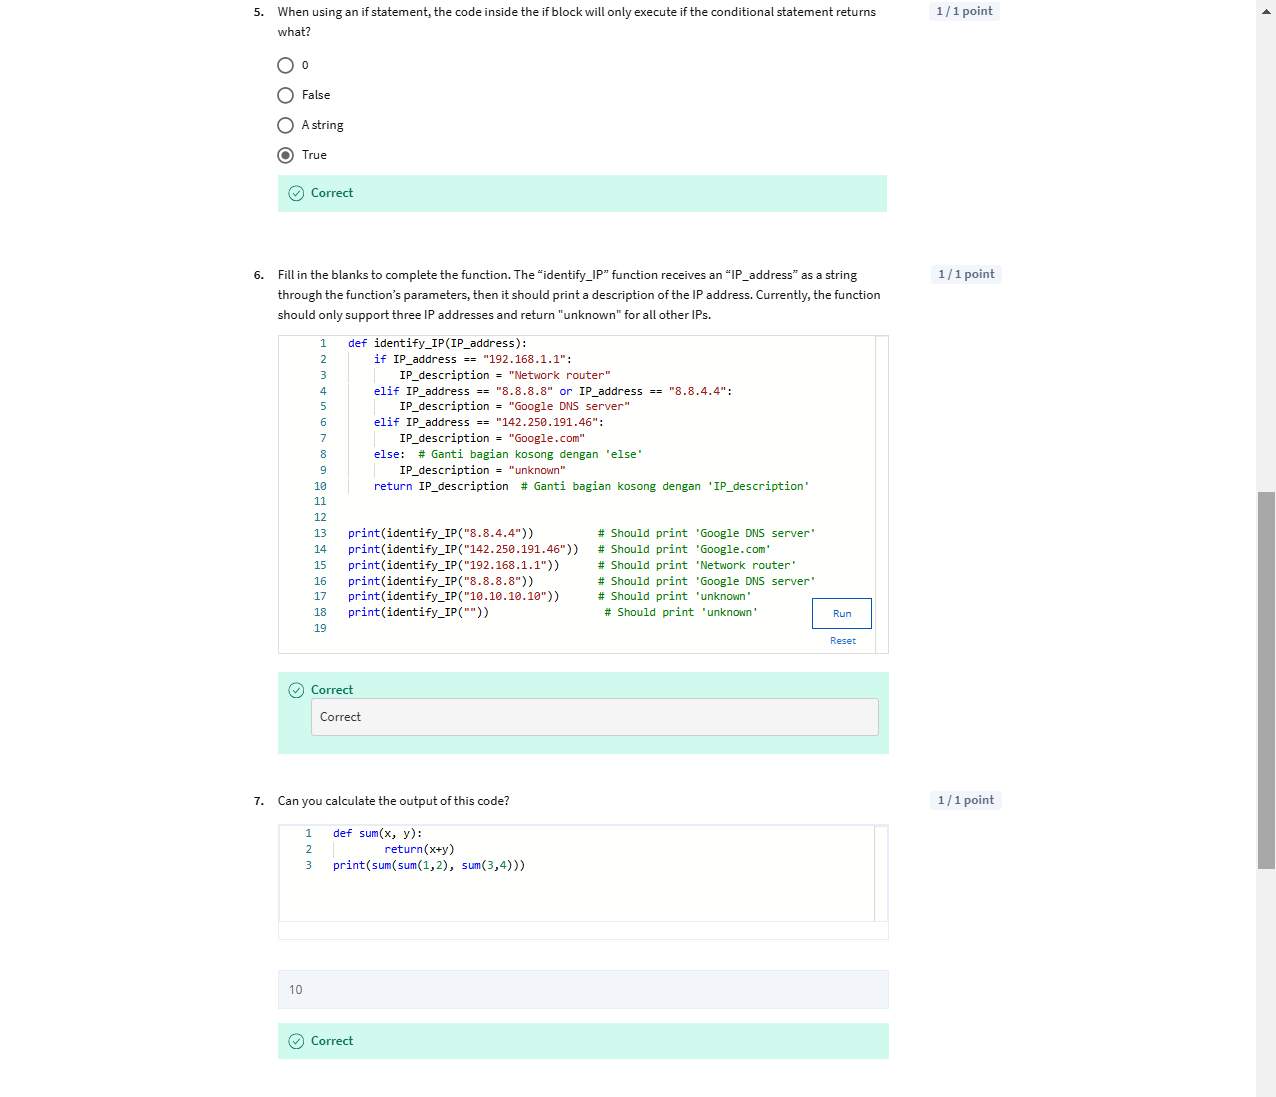 5. When using an if statement, the code inside the if block will only execute if the conditional statement returns
what?
1 / 1 point
0
False
A string
True
Correct
6. Fill in the blanks to complete the function. The “identify_IP” function receives an “IP_address” as a string
through the function’s parameters, then it should print a description of the IP address. Currently, the function
should only support three IP addresses and return "unknown" for all other IPs.
1 / 1 point
1 def identify_IP(IP_address):
2 if IP_address == "192.168.1.1":
3 IP_description = "Network router"
4 elif IP_address == "8.8.8.8" or IP_address == "8.8.4.4":
5 IP_description = "Google DNS server"
6 elif IP_address == "142.250.191.46":
7 IP_description = "Google.com"
8 else:  # Ganti bagian kosong dengan 'else'
9 IP_description = "unknown"
10 return IP_description  # Ganti bagian kosong dengan 'IP_description'
11
12
13 print(identify_IP("8.8.4.4")) # Should print 'Google DNS server'
14 print(identify_IP("142.250.191.46")) # Should print 'Google.com'
15 print(identify_IP("192.168.1.1")) # Should print 'Network router'
16 print(identify_IP("8.8.8.8")) # Should print 'Google DNS server'
17 print(identify_IP("10.10.10.10")) # Should print 'unknown'
18 print(identify_IP("")) # Should print 'unknown'
19
Run
Reset
Correct
Correct
7. Can you calculate the output of this code?
1 / 1 point
1 def sum(x, y):
2 return(x+y)
3 print(sum(sum(1,2), sum(3,4)))
10
Correct